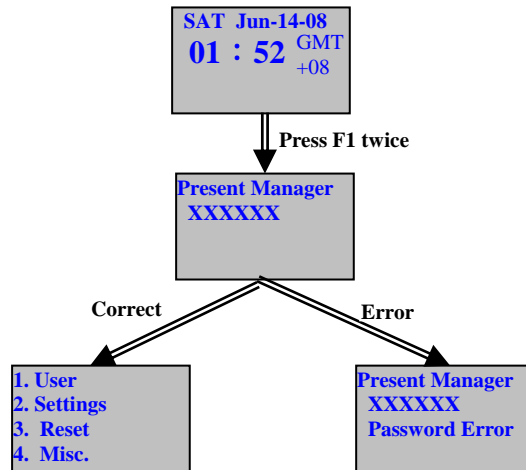 SAT Jun-14-08
01 : 52 GMT
+08
Press F1 twice
Present Manager
XXXXXX
Correct
Error
1. User
2. Settings
3. Reset
4. Misc.
Present Manager
XXXXXX
Password Error